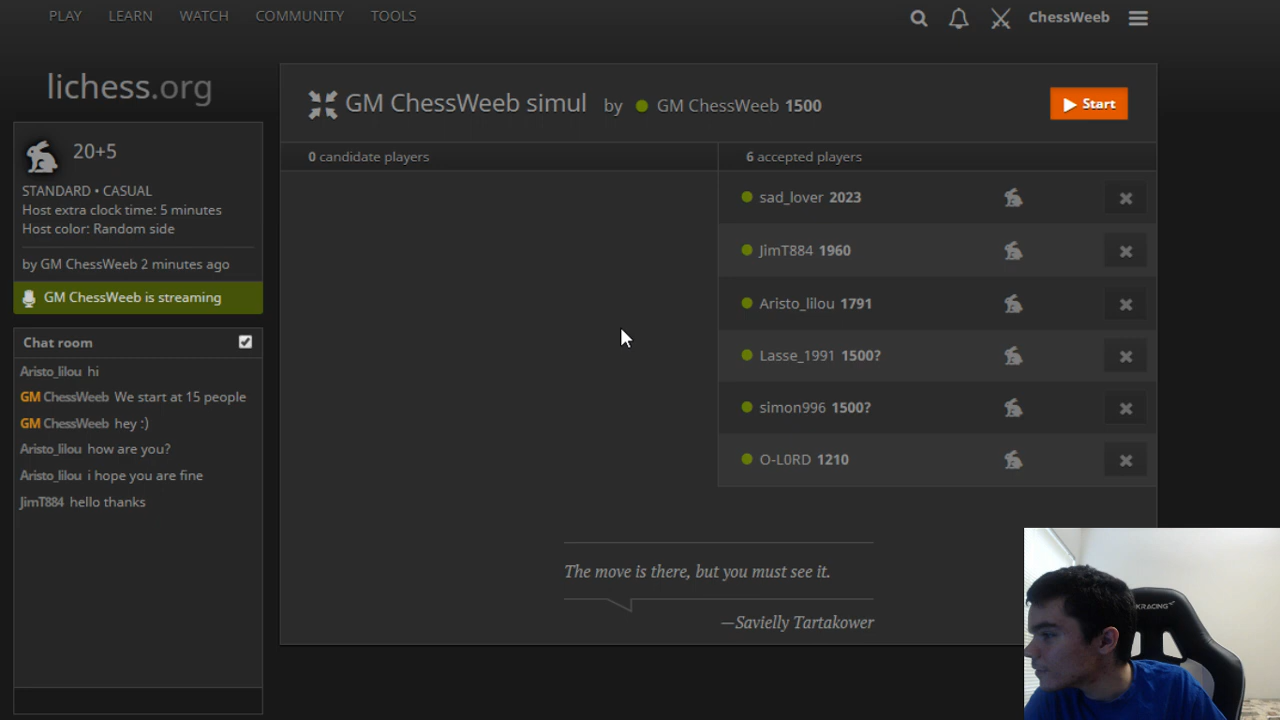 PLAY LEARN WATCH COMMUNITY TOOLS ChessWeeb
lichess.org
20+5
STANDARD • CASUAL
Host extra clock time: 5 minutes
Host color: Random side
by GM ChessWeeb 2 minutes ago
GM ChessWeeb is streaming
Chat room
Aristo_lilou hi
GM ChessWeeb We start at 15 people
GM ChessWeeb hey :)
Aristo_lilou how are you?
Aristo_lilou i hope you are fine
JimT884 hello thanks
GM ChessWeeb simul by GM ChessWeeb 1500
Start
0 candidate players
6 accepted players
sad_lover 2023
JimT884 1960
Aristo_lilou 1791
Lasse_1991 1500?
simon996 1500?
O-L0RD 1210
The move is there, but you must see it.
—Savielly Tartakower